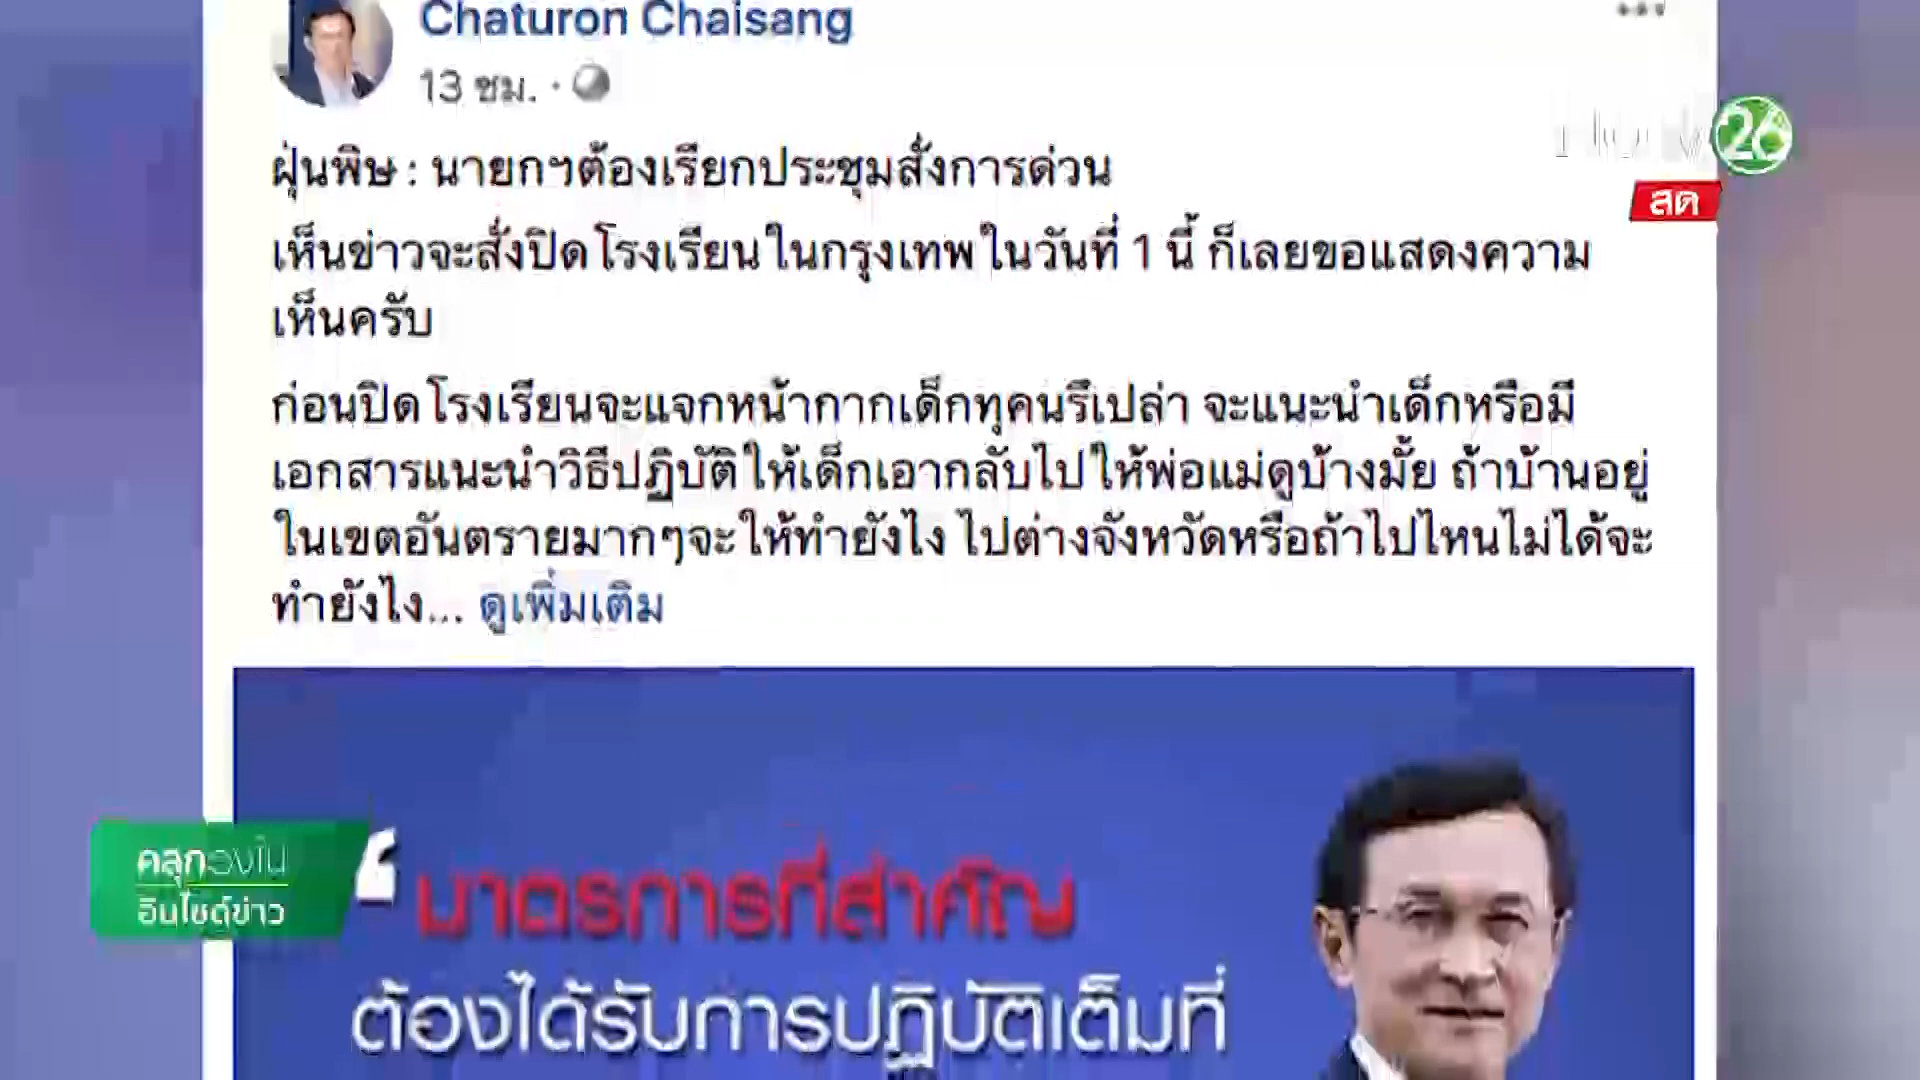 Chaturon Chaisang
13 ชม. ·
26
สด
ฝุ่นพิษ : นายกฯต้องเรียกประชุมสั่งการด่วน
เห็นข่าวจะสั่งปิดโรงเรียนในกรุงเทพ ในวันที่ 1 นี้ ก็เลยขอแสดงความ
เห็นครับ
ก่อนปิดโรงเรียนจะแจกหน้ากากเด็กทุคนรึเปล่า จะแนะนำเด็กหรือมี
เอกสารแนะนำวิธีปฏิบัติให้เด็กเอากลับไปให้พ่อแม่ดูบ้างมั้ย ถ้าบ้านอยู่
ในเขตอันตรายมากๆจะให้ทำยังไง ไปต่างจังหวัดหรือถ้าไปไหนไม่ได้จะ
ทำยังไง... ดูเพิ่มเติม
คลุกวงใน
อินไซด์ข่าว
“มาตรการที่สำคัญ
ต้องได้รับการปฏิบัติเต็มที่